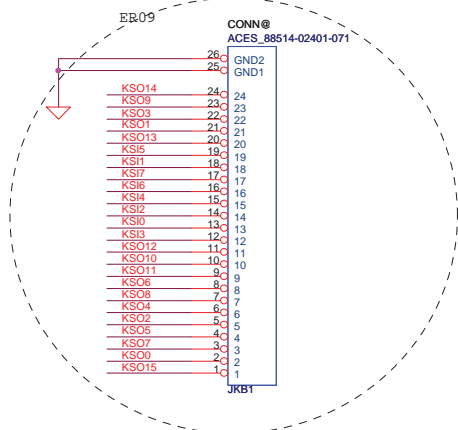 ER09
CONN@
ACES_88514-02401-071
26 GND2
25 GND1
KSO14 24 24
KSO9 23 23
KSO3 22 22
KSO1 21 21
KSO13 20 20
KSI5 19 19
KSI1 18 18
KSI7 17 17
KSI6 16 16
KSI4 15 15
KSI2 14 14
KSI0 13 13
KSI3 12 12
KSO12 11 11
KSO10 10 10
KSO11 9 9
KSO6 8 8
KSO8 7 7
KSO4 6 6
KSO2 5 5
KSO5 4 4
KSO7 3 3
KSO0 2 2
KSO15 1 1
JKB1